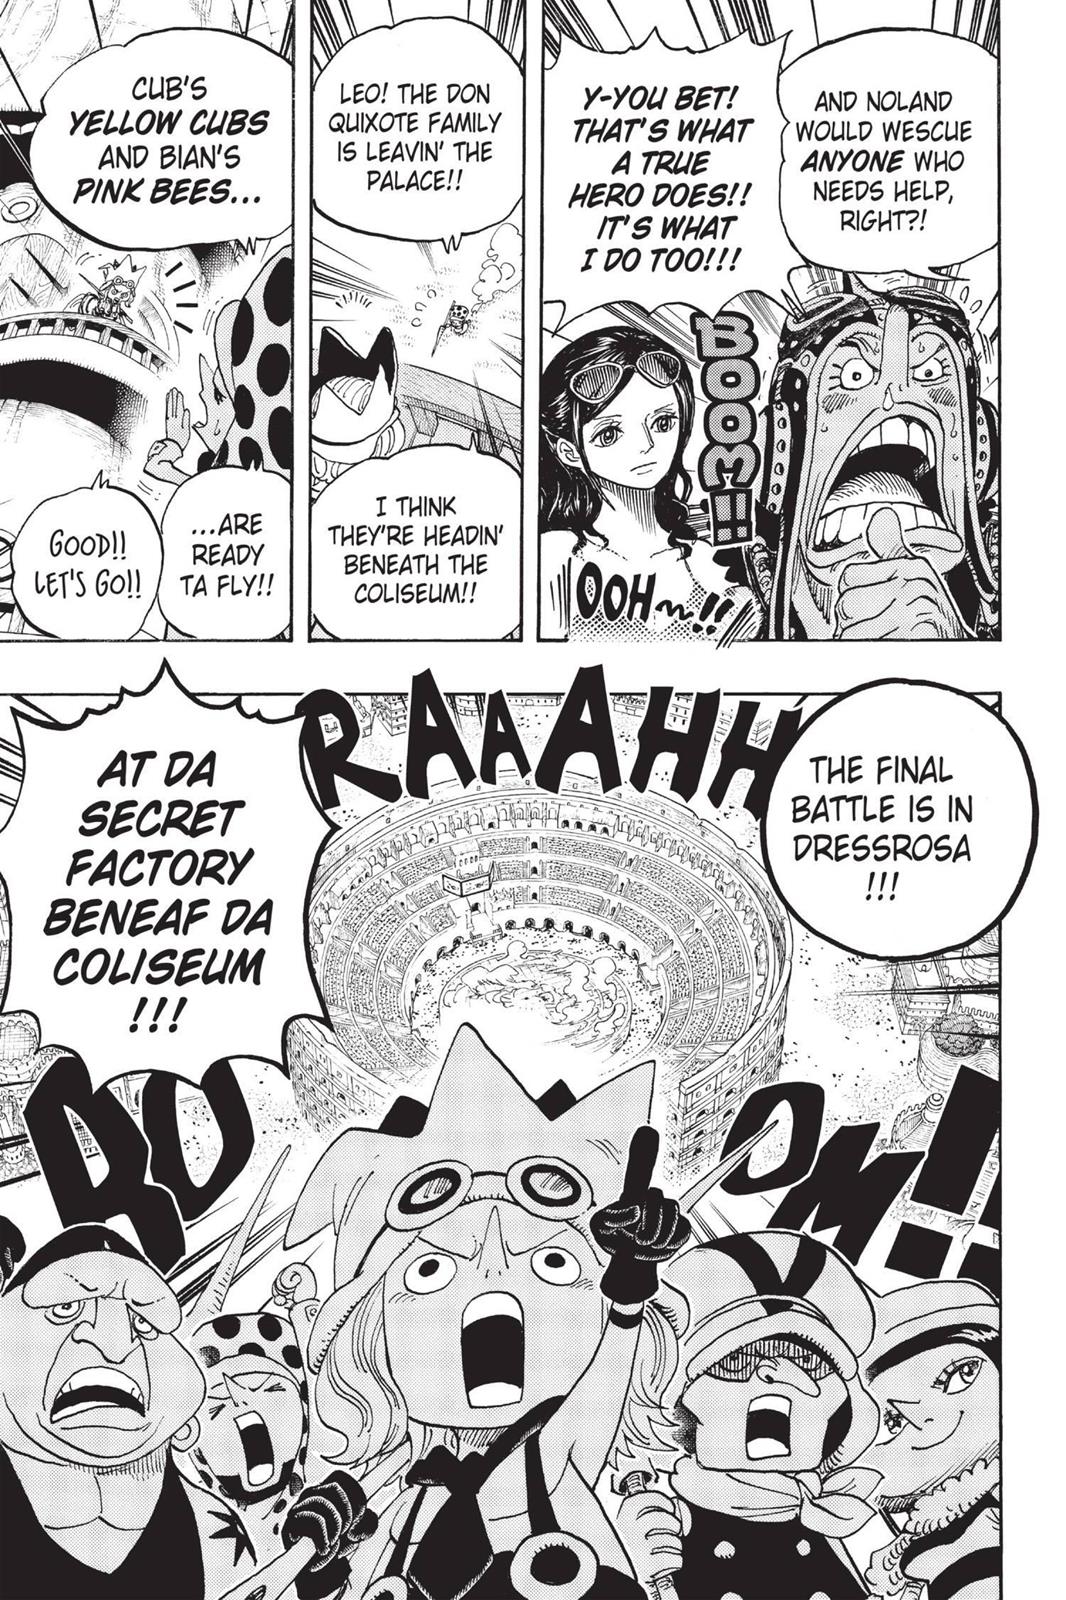 AND NOLAND
WOULD WESCUE
ANYONE WHO
NEEDS HELP,
RIGHT?!
Y-YOU BET!
THAT'S WHAT
A TRUE
HERO DOES!!
IT'S WHAT
I DO TOO!!!
BOOM!!
OOH~!!
LEO! THE DON
QUIXOTE FAMILY
IS LEAVIN' THE
PALACE!!
I THINK
THEY'RE HEADIN'
BENEATH THE
COLISEUM!!
CUB'S
YELLOW CUBS
AND BIAN'S
PINK BEES...
...ARE
READY
TA FLY!!
GOOD!!
LET'S GO!!
RAAAHH
THE FINAL
BATTLE IS IN
DRESSROSA
!!!
AT DA
SECRET
FACTORY
BENEAF DA
COLISEUM
!!!